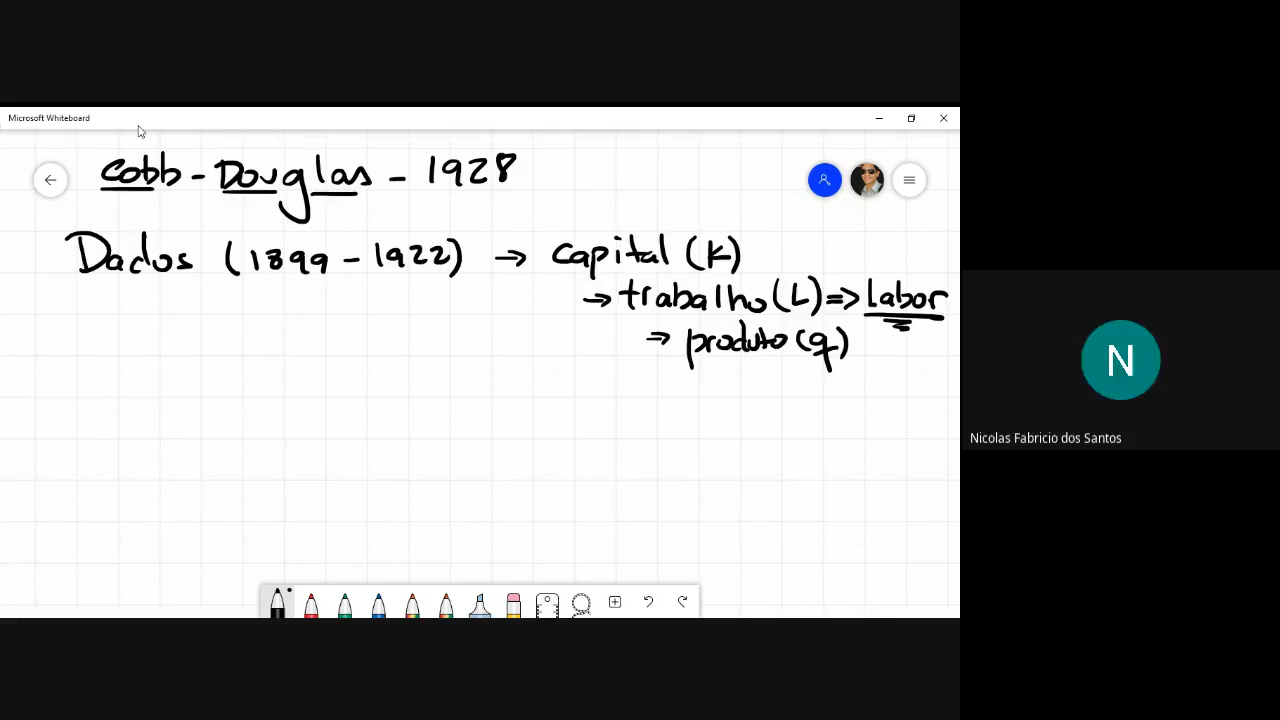 Microsoft Whiteboard
Cobb-Douglas - 1928
Dados (1899 - 1922) → capital (K)
→ trabalho (L) => labor
→ produto (q)
N
Nicolas Fabricio dos Santos